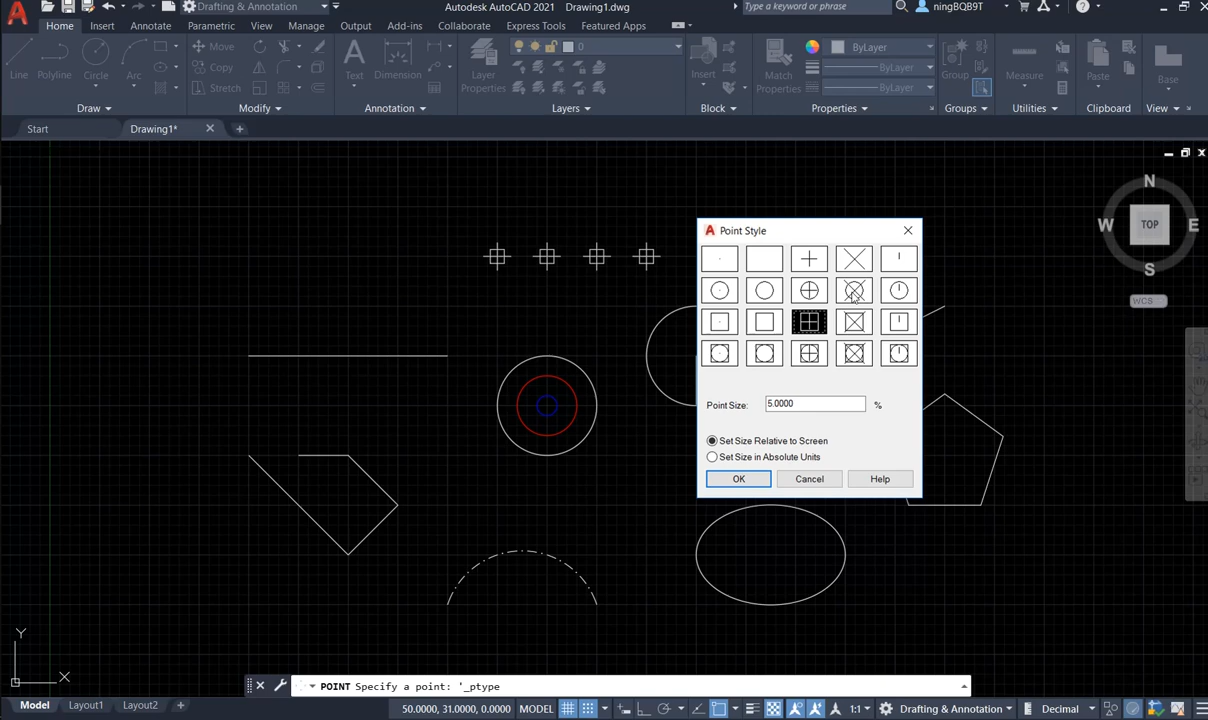 Drafting & Annotation
Autodesk AutoCAD 2021 Drawing1.dwg
Type a keyword or phrase
ningBQB9T
Home Insert Annotate Parametric View Manage Output Add-ins Collaborate Express Tools Featured Apps
Line Polyline Circle Arc
Move
Copy
Stretch
Text Dimension
Layer
Properties
0
Insert
Match
Properties
ByLayer
ByLayer
ByLayer
Group
Measure
Paste
Base
Draw Modify Annotation Layers Block Properties Groups Utilities Clipboard View
Start Drawing1*
N
W TOP E
S
WCS
Point Style
Point Size: 5.0000 %
Set Size Relative to Screen
Set Size in Absolute Units
OK Cancel Help
Y
X
POINT Specify a point: '_ptype
Model Layout1 Layout2 +
50.0000, 31.0000, 0.0000 MODEL
1:1
Drafting & Annotation
Decimal